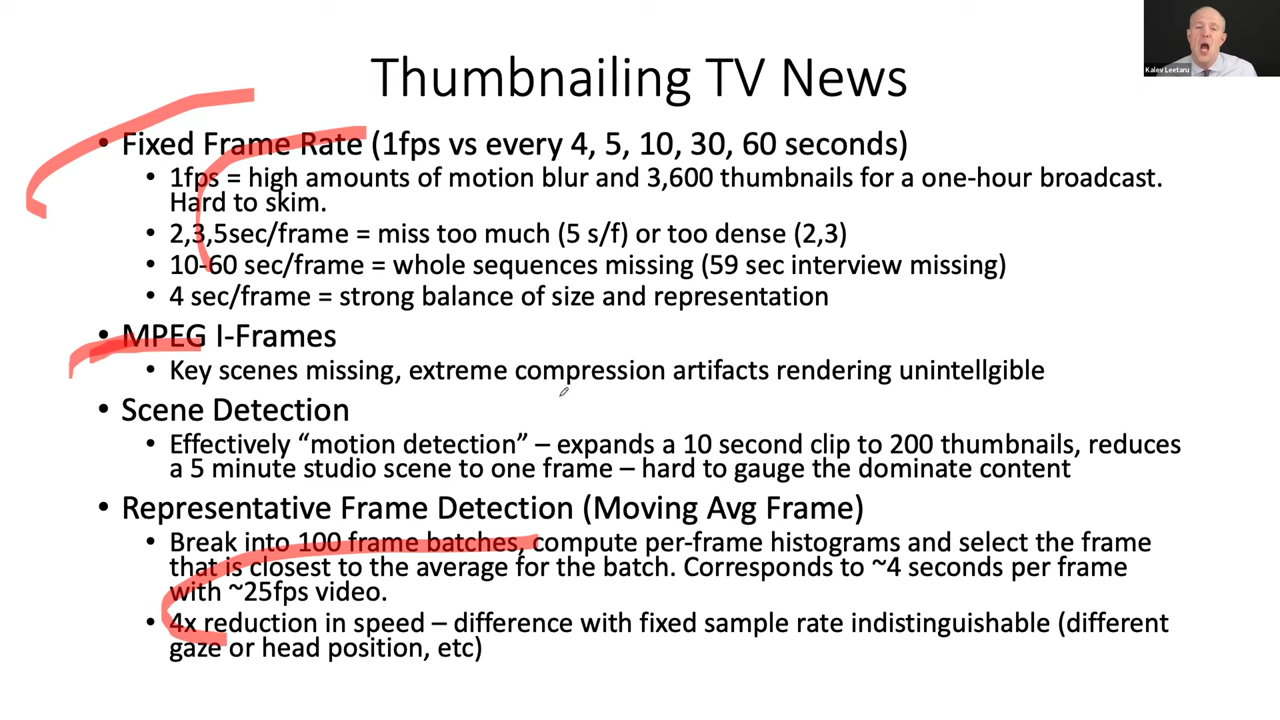 Kalev Leetaru
Thumbnailing TV News
• Fixed Frame Rate (1fps vs every 4, 5, 10, 30, 60 seconds)
• 1fps = high amounts of motion blur and 3,600 thumbnails for a one-hour broadcast.
Hard to skim.
• 2,3,5sec/frame = miss too much (5 s/f) or too dense (2,3)
• 10-60 sec/frame = whole sequences missing (59 sec interview missing)
• 4 sec/frame = strong balance of size and representation
• MPEG I-Frames
• Key scenes missing, extreme compression artifacts rendering unintellgible
• Scene Detection
• Effectively “motion detection” – expands a 10 second clip to 200 thumbnails, reduces
a 5 minute studio scene to one frame – hard to gauge the dominate content
• Representative Frame Detection (Moving Avg Frame)
• Break into 100 frame batches, compute per-frame histograms and select the frame
that is closest to the average for the batch. Corresponds to ~4 seconds per frame
with ~25fps video.
• 4x reduction in speed – difference with fixed sample rate indistinguishable (different
gaze or head position, etc)